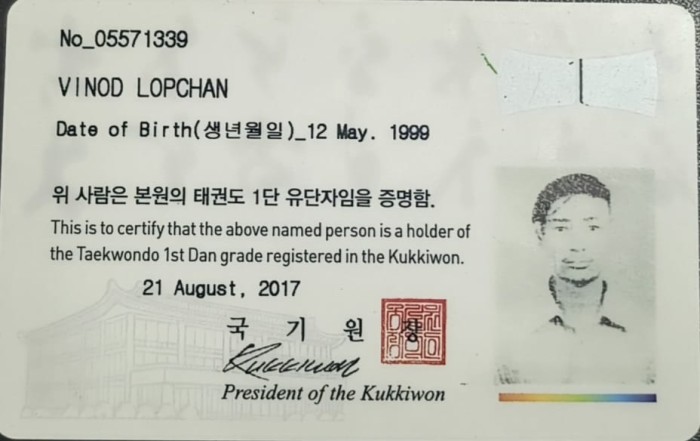 No_05571339
VINOD LOPCHAN
Date of Birth(생년월일)_12 May. 1999
위 사람은 본원의 태권도 1단 유단자임을 증명함.
This is to certify that the above named person is a holder of
the Taekwondo 1st Dan grade registered in the Kukkiwon.
21 August, 2017
국 기 원 장
Kukkiwon
President of the Kukkiwon